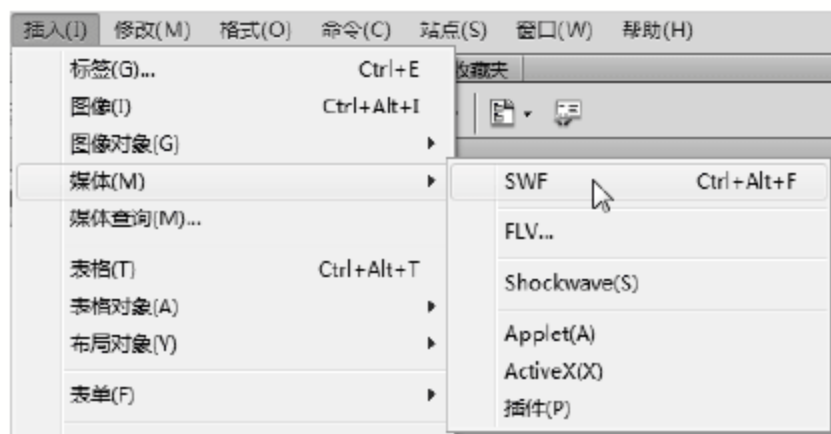 插入(I) 修改(M) 格式(O) 命令(C) 站点(S) 窗口(W) 帮助(H)
标签(G)... Ctrl+E
收藏夹
图像(I) Ctrl+Alt+I
图像对象(G)
媒体(M)
SWF Ctrl+Alt+F
媒体查询(M)...
FLV...
表格(T) Ctrl+Alt+T
Shockwave(S)
表格对象(A)
Applet(A)
布局对象(Y)
ActiveX(X)
表单(F)
插件(P)